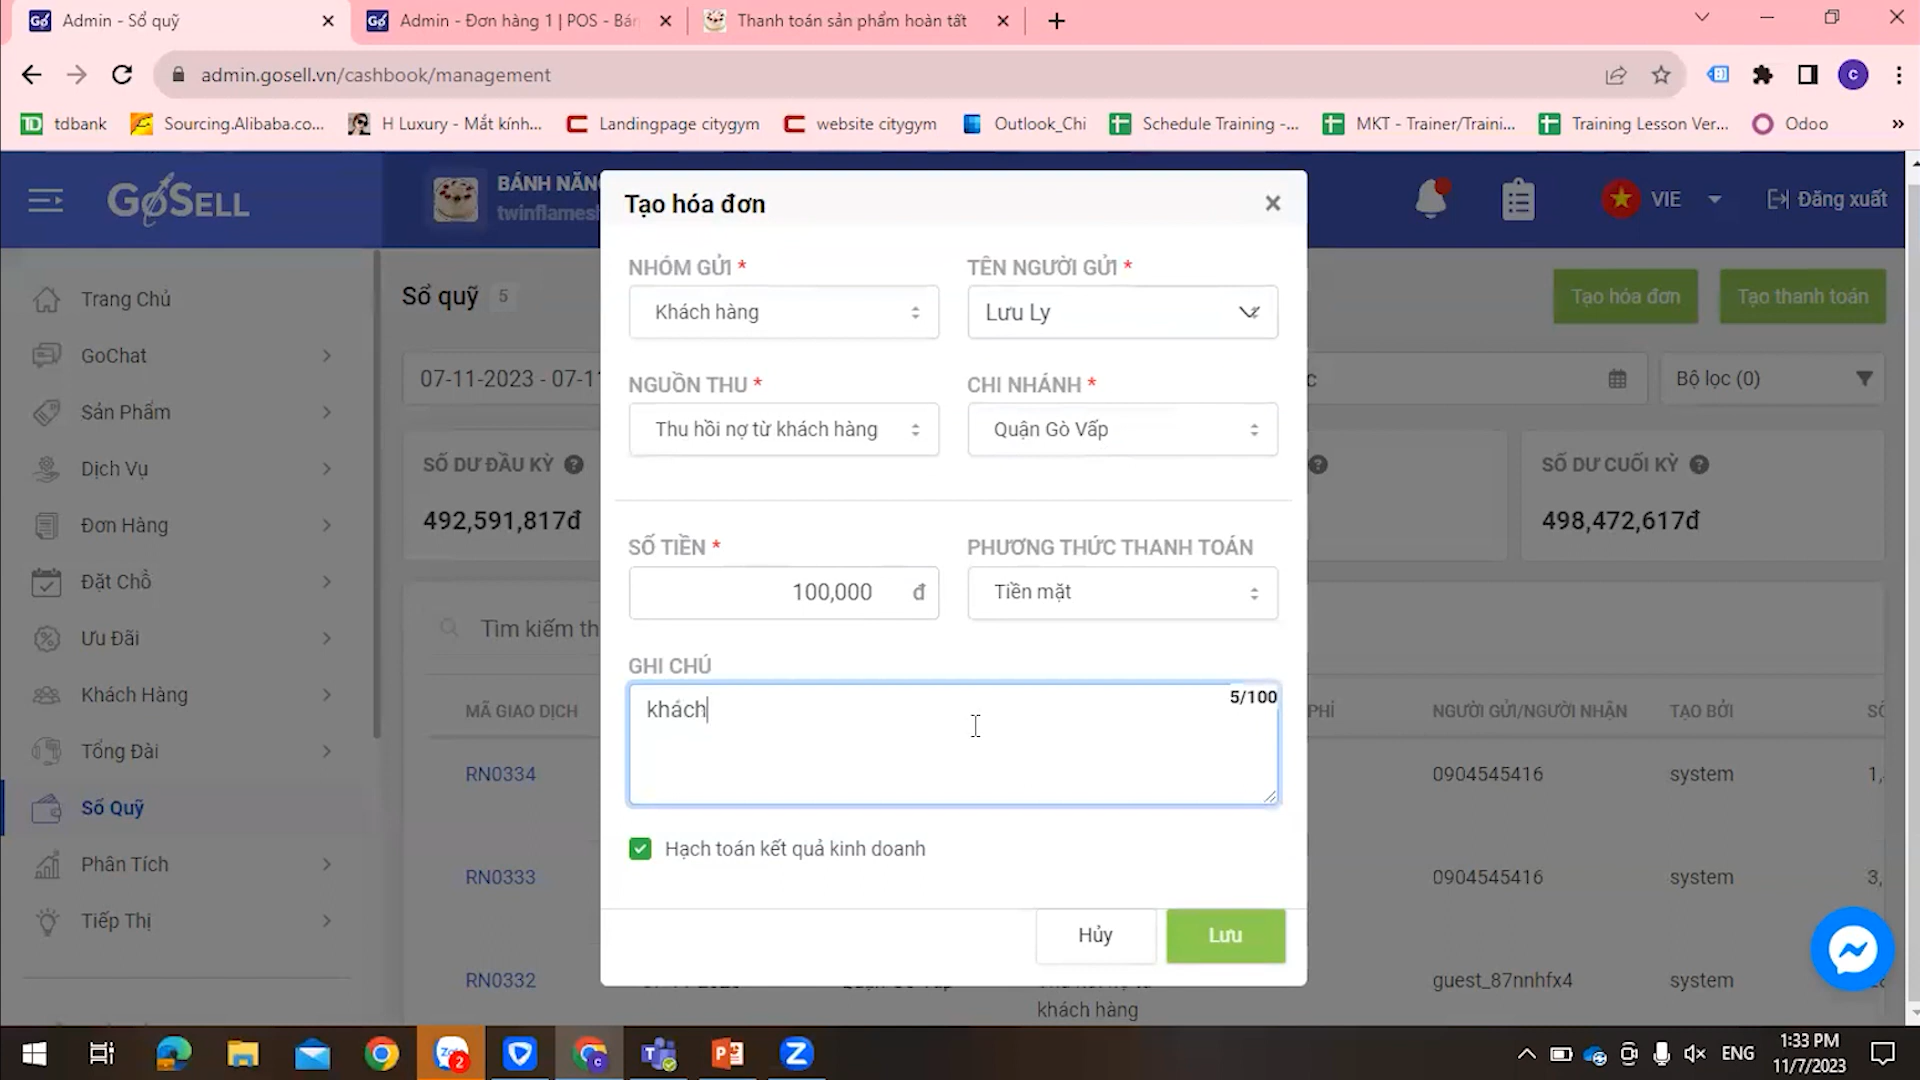 Admin - Sổ quỹ
Admin - Đơn hàng 1 | POS - Bán
Thanh toán sản phẩm hoàn tất
admin.gosell.vn/cashbook/management
C
TD tdbank
Sourcing.Alibaba.co...
H Luxury - Mắt kính...
Landingpage citygym
website citygym
Outlook_Chi
Schedule Training -...
MKT - Trainer/Traini...
Training Lesson Ver...
Odoo
GOSELL
BÁNH NĂN
twinflamesh
VIE
Đăng xuất
Trang Chủ
GoChat
Sản Phẩm
Dịch Vụ
Đơn Hàng
Đặt Chỗ
Ưu Đãi
Khách Hàng
Tổng Đài
Sổ Quỹ
Phân Tích
Tiếp Thị
Sổ quỹ 5
Tạo hóa đơn
Tạo thanh toán
07-11-2023 - 07-1
Bộ lọc (0)
SỐ DƯ ĐẦU KỲ
492,591,817đ
SỐ DƯ CUỐI KỲ
498,472,617đ
Tìm kiếm th
MÃ GIAO DỊCH
PHÍ
NGƯỜI GỬI/NGƯỜI NHẬN
TẠO BỞI
RN0334
0904545416
system
1,
RN0333
0904545416
system
3,
RN0332
guest_87nnhfx4
system
khách hàng
Tạo hóa đơn
NHÓM GỬI *
TÊN NGƯỜI GỬI *
Khách hàng
Lưu Ly
NGUỒN THU *
CHI NHÁNH *
Thu hồi nợ từ khách hàng
Quận Gò Vấp
SỐ TIỀN *
PHƯƠNG THỨC THANH TOÁN
100,000 đ
Tiền mặt
GHI CHÚ
khách
5/100
Hạch toán kết quả kinh doanh
Hủy
Lưu
2
ENG
1:33 PM
11/7/2023